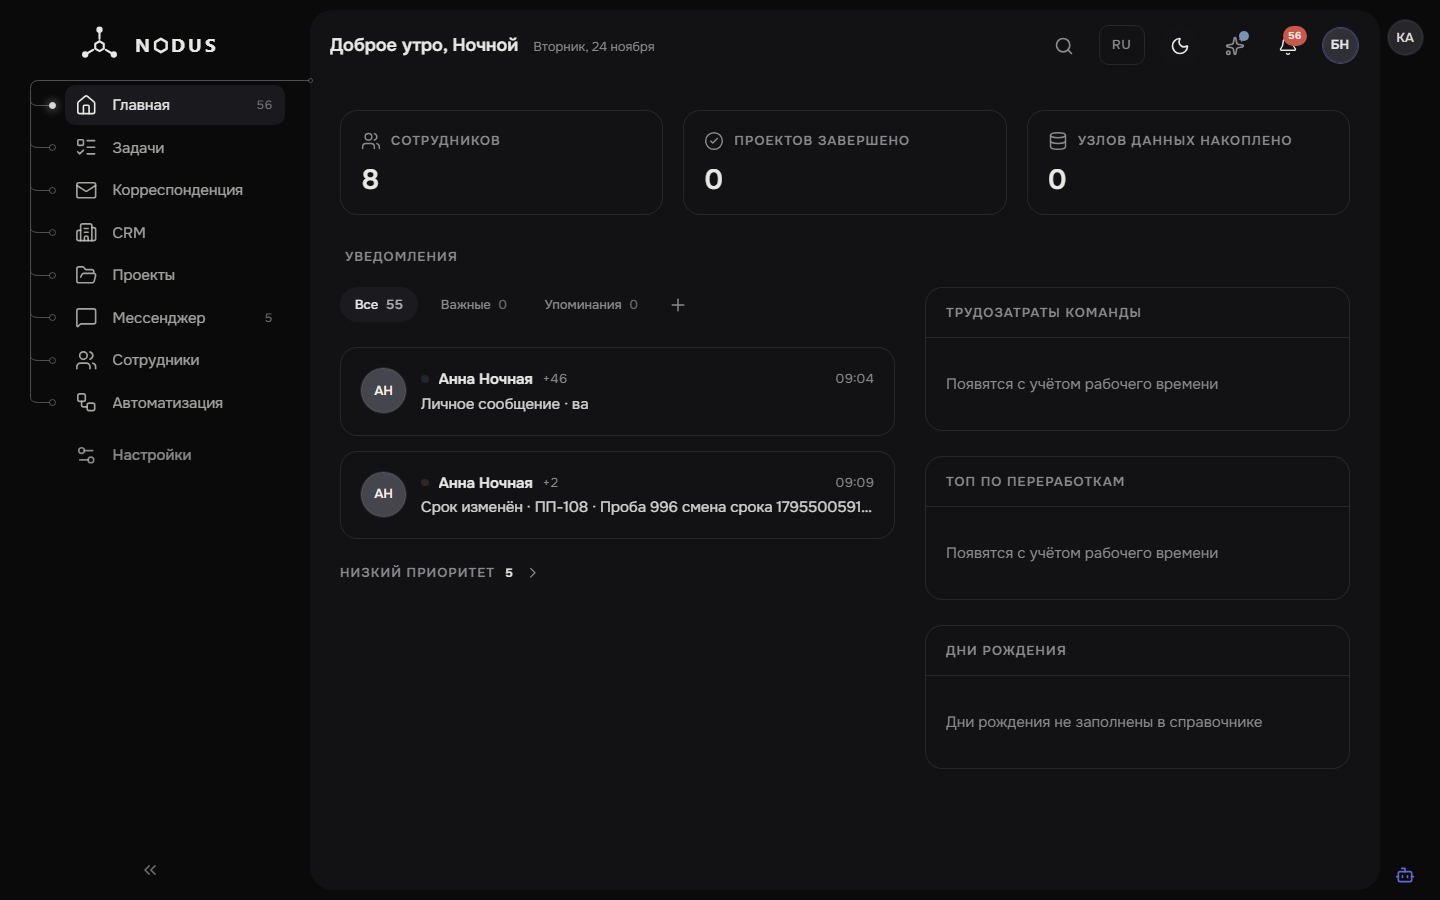 NODUS
Доброе утро, Ночной Вторник, 24 ноября
RU
56
БН
КА
Главная 56
Задачи
Корреспонденция
CRM
Проекты
Мессенджер 5
Сотрудники
Автоматизация
Настройки
СОТРУДНИКОВ
8
ПРОЕКТОВ ЗАВЕРШЕНО
0
УЗЛОВ ДАННЫХ НАКОПЛЕНО
0
УВЕДОМЛЕНИЯ
Все 55 Важные 0 Упоминания 0
АН
Анна Ночная +46 09:04
Личное сообщение · ва
АН
Анна Ночная +2 09:09
Срок изменён · ПП-108 · Проба 996 смена срока 1795500591...
НИЗКИЙ ПРИОРИТЕТ 5
ТРУДОЗАТРАТЫ КОМАНДЫ
Появятся с учётом рабочего времени
ТОП ПО ПЕРЕРАБОТКАМ
Появятся с учётом рабочего времени
ДНИ РОЖДЕНИЯ
Дни рождения не заполнены в справочнике